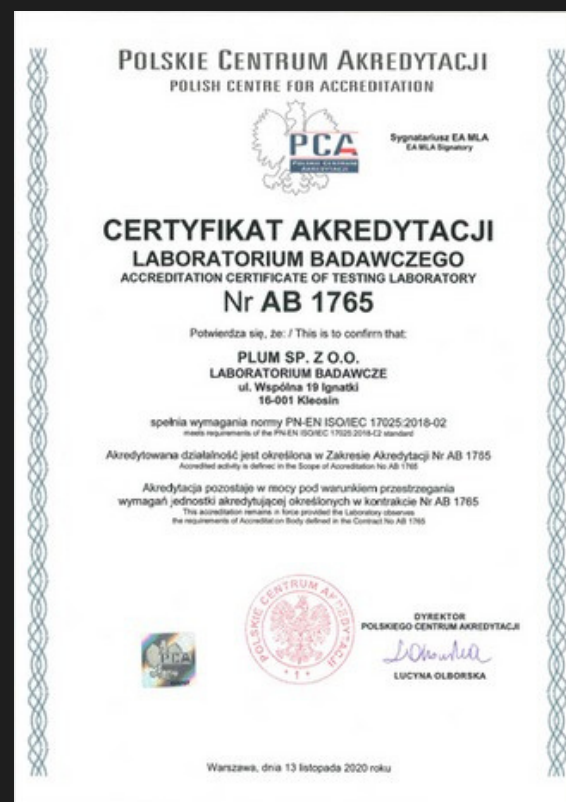 POLSKIE CENTRUM AKREDYTACJI
POLISH CENTRE FOR ACCREDITATION
PCA
POLSKIE CENTRUM
AKREDYTACJI
Sygnatariusz EA MLA
EA MLA Signatory
CERTYFIKAT AKREDYTACJI
LABORATORIUM BADAWCZEGO
ACCREDITATION CERTIFICATE OF TESTING LABORATORY
Nr AB 1765
Potwierdza się, że: / This is to confirm that:
PLUM SP. Z O.O.
LABORATORIUM BADAWCZE
ul. Wspólna 19 Ignatki
16-001 Kleosin
spełnia wymagania normy PN-EN ISO/IEC 17025:2018-02
meets requirements of the PN-EN ISO/IEC 17025:2018-02 standard
Akredytowana działalność jest określona w Zakresie Akredytacji Nr AB 1765
Accredited activity is defined in the Scope of Accreditation No AB 1765
Akredytacja pozostaje w mocy pod warunkiem przestrzegania
wymagań jednostki akredytującej określonych w kontrakcie Nr AB 1765
This accreditation remains in force provided the Laboratory observes
the requirements of Accreditation Body defined in the Contract No AB 1765
POLSKIE CENTRUM AKREDYTACJI
1
PCA
DYREKTOR
POLSKIEGO CENTRUM AKREDYTACJI
LUCYNA OLBORSKA
Warszawa, dnia 13 listopada 2020 roku